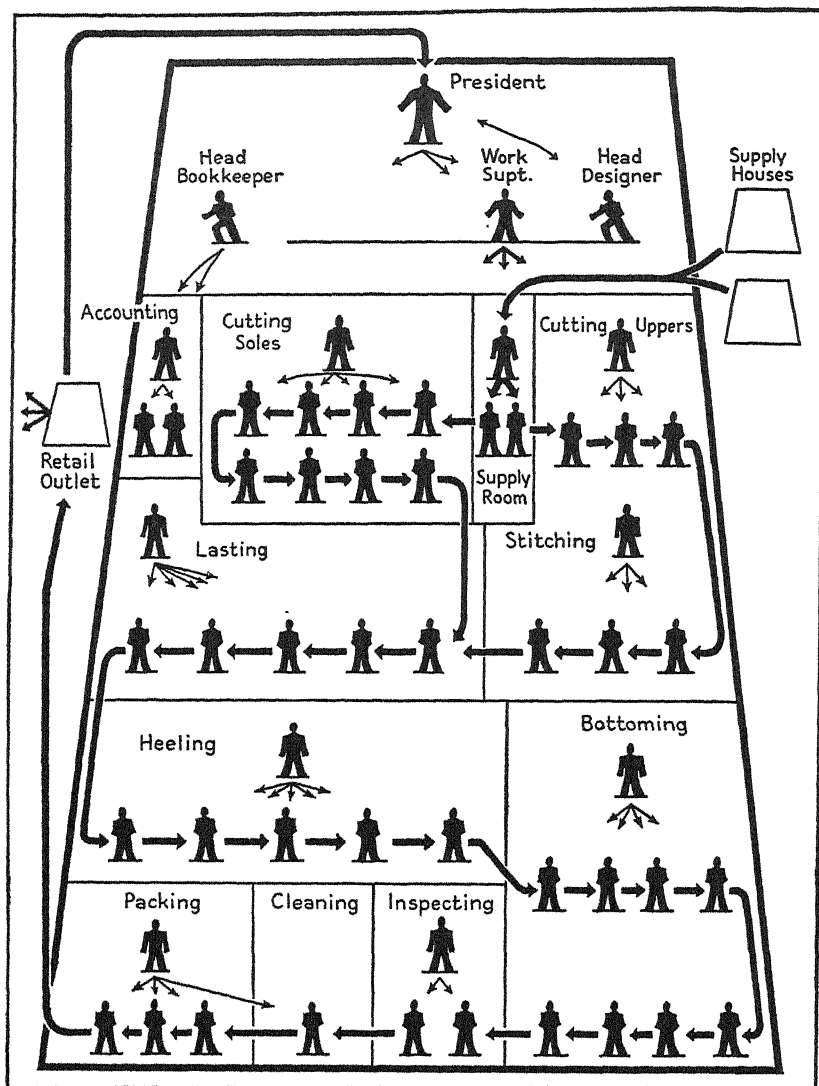 President
Head
Bookkeeper
Work
Supt.
Head
Designer
Supply
Houses
Accounting
Cutting
Soles
Cutting Uppers
Retail
Outlet
Supply
Room
Lasting
Stitching
Heeling
Bottoming
Packing
Cleaning
Inspecting